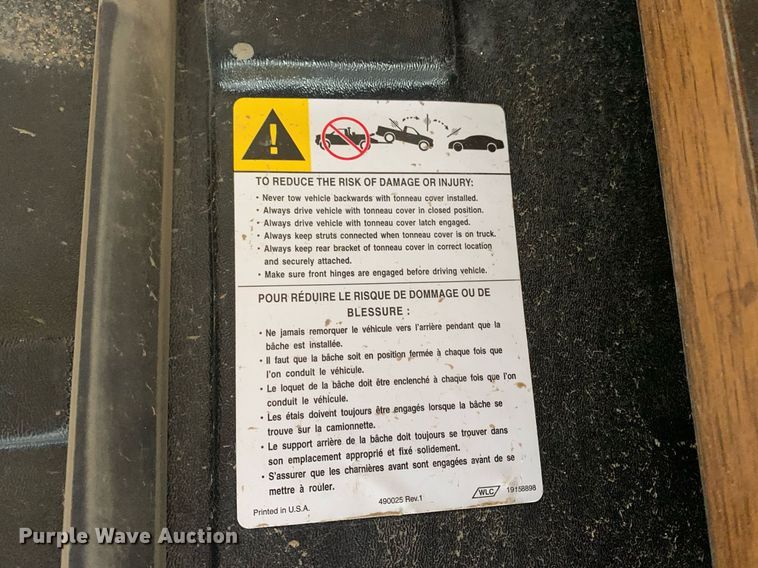 TO REDUCE THE RISK OF DAMAGE OR INJURY:
• Never tow vehicle backwards with tonneau cover installed.
• Always drive vehicle with tonneau cover in closed position.
• Always drive vehicle with tonneau cover latch engaged.
• Always keep struts connected when tonneau cover is on truck.
• Always keep rear bracket of tonneau cover in correct location
and securely attached.
• Make sure front hinges are engaged before driving vehicle.
POUR RÉDUIRE LE RISQUE DE DOMMAGE OU DE
BLESSURE :
• Ne jamais remorquer le véhicule vers l'arrière pendant que la
bâche est installée.
• Il faut que la bâche soit en position fermée à chaque fois que
l'on conduit le véhicule.
• Le loquet de la bâche doit être enclenché à chaque fois que l'on
conduit le véhicule.
• Les étais doivent toujours être engagés lorsque la bâche se
trouve sur la camionnette.
• Le support arrière de la bâche doit toujours se trouver dans
son emplacement approprié et fixé solidement.
• S'assurer que les charnières avant sont engagées avant de se
mettre à rouler.
Printed in U.S.A. 490025 Rev.1 WLC 19158898
Purple Wave Auction